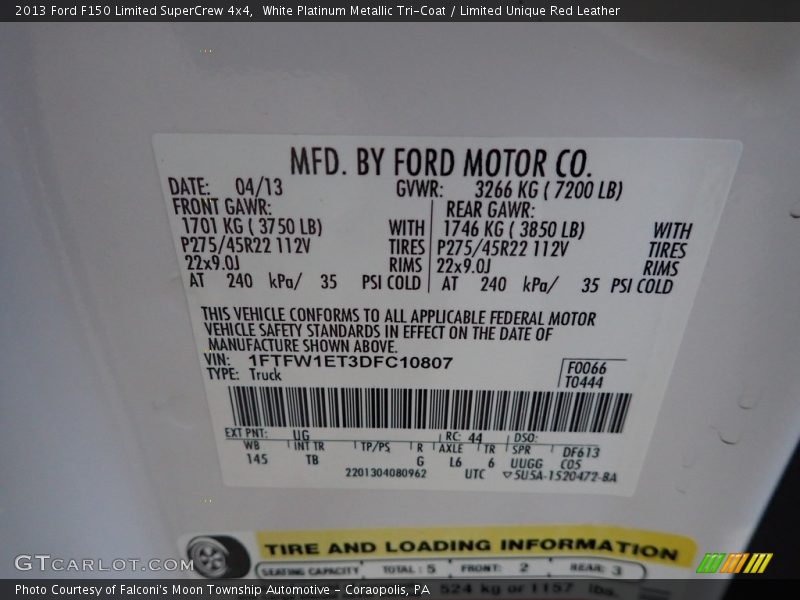 2013 Ford F150 Limited SuperCrew 4x4,  White Platinum Metallic Tri-Coat / Limited Unique Red Leather
MFD. BY FORD MOTOR CO.
DATE: 04/13 GVWR: 3266 KG ( 7200 LB)
FRONT GAWR: REAR GAWR:
1701 KG ( 3750 LB) WITH 1746 KG ( 3850 LB) WITH
P275/45R22 112V TIRES P275/45R22 112V TIRES
22x9.0J RIMS 22x9.0J RIMS
AT 240 kPa/ 35 PSI COLD AT 240 kPa/ 35 PSI COLD
THIS VEHICLE CONFORMS TO ALL APPLICABLE FEDERAL MOTOR
VEHICLE SAFETY STANDARDS IN EFFECT ON THE DATE OF
MANUFACTURE SHOWN ABOVE.
VIN: 1FTFW1ET3DFC10807 F0066
TYPE: Truck T0444
EXT PNT: UG RC: 44 DSO:
WB INT TR TP/PS R AXLE TR SPR DF613
145 TB G L6 6 UUGG C05
2201304080962 UTC ▽5U5A-1520472-BA
TIRE AND LOADING INFORMATION
SEATING CAPACITY TOTAL: 5 FRONT: 2 REAR: 3
524 kg or 1157 lbs.
GTCARLOT.COM
Photo Courtesy of Falconi's Moon Township Automotive - Coraopolis, PA